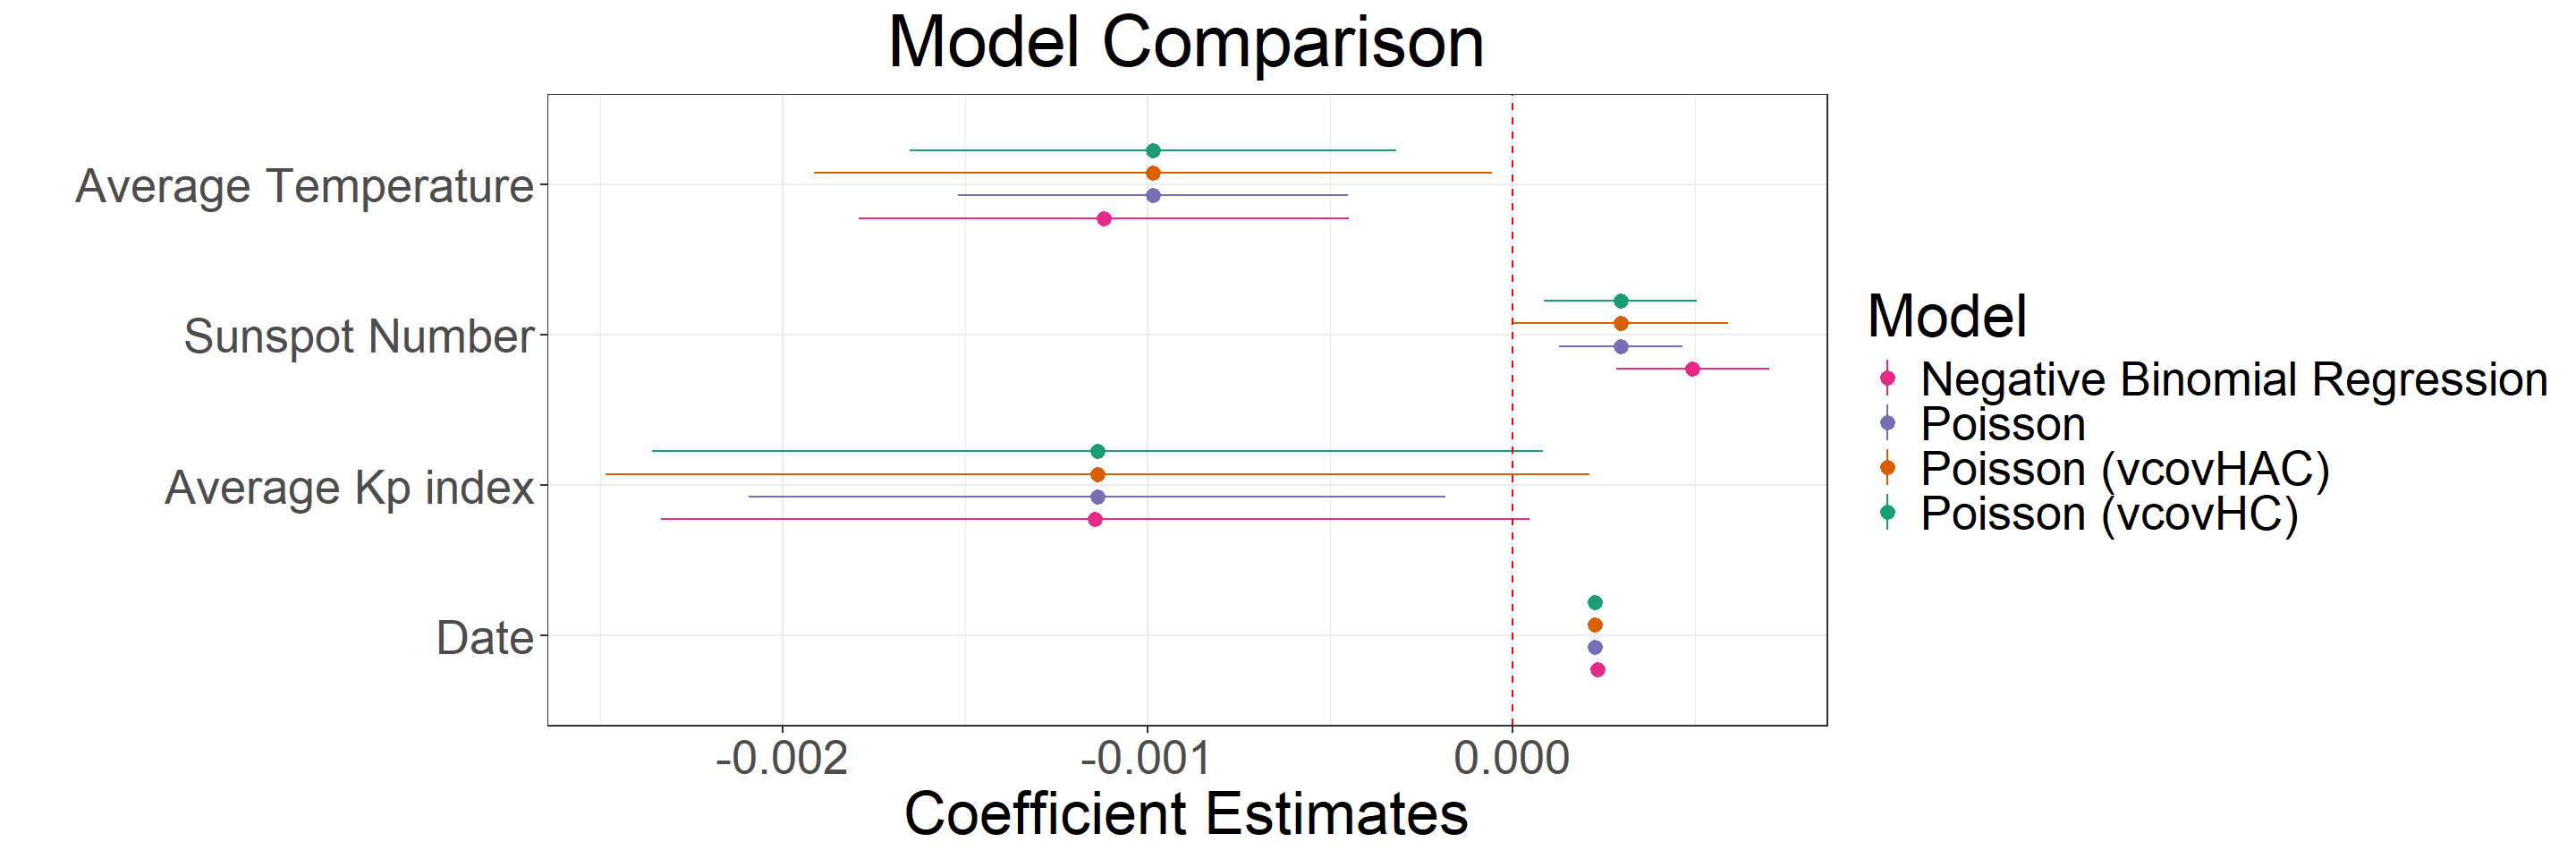 Model Comparison
Average Temperature
Sunspot Number
Average Kp index
Date
-0.002
-0.001
0.000
Coefficient Estimates
Model
Negative Binomial Regression
Poisson
Poisson (vcovHAC)
Poisson (vcovHC)